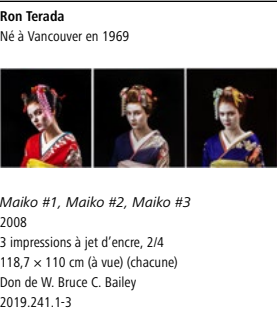 Ron Terada
Né à Vancouver en 1969
Maiko #1, Maiko #2, Maiko #3
2008
3 impressions à jet d’encre, 2/4
118,7 × 110 cm (à vue) (chacune)
Don de W. Bruce C. Bailey
2019.241.1-3